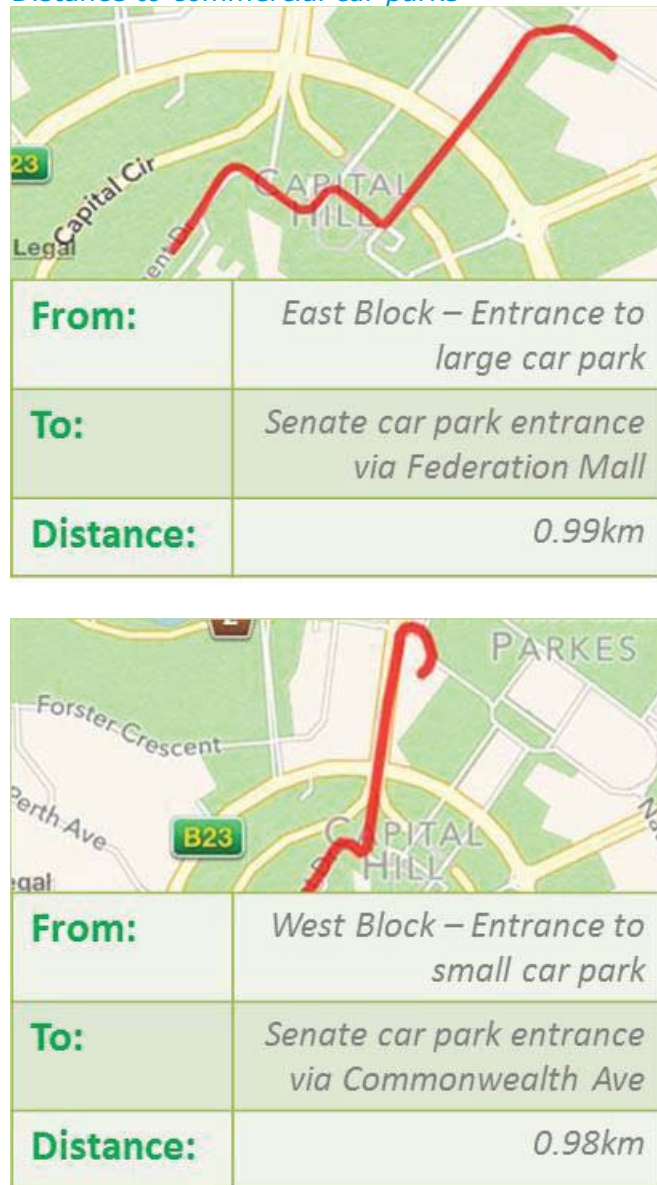 Distance to commercial car parks
23
Capital Cir
CAPITAL
HILL
Legal
From:
East Block – Entrance to
large car park
To:
Senate car park entrance
via Federation Mall
Distance:
0.99km
PARKES
Forster Crescent
Perth Ave
B23
CAPITAL
HILL
From:
West Block – Entrance to
small car park
To:
Senate car park entrance
via Commonwealth Ave
Distance:
0.98km